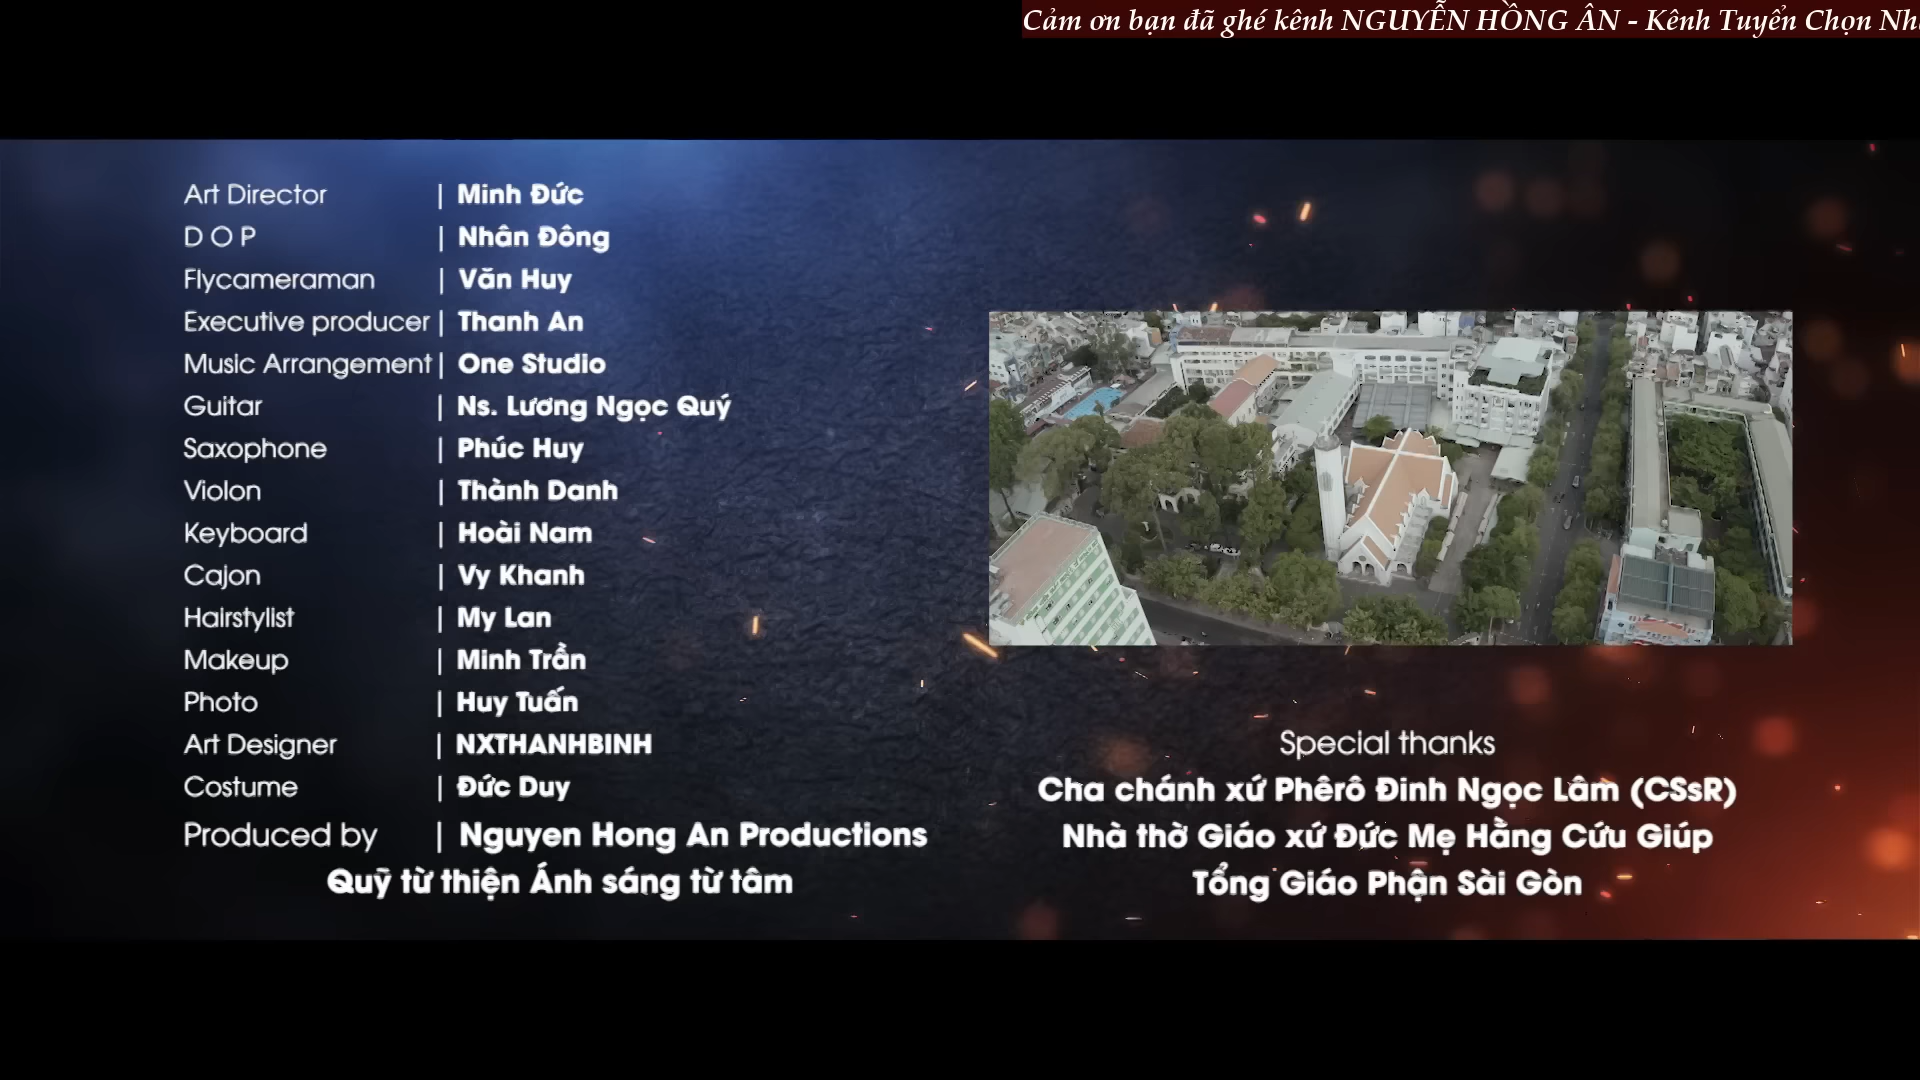 Cảm ơn bạn đã ghé kênh NGUYỄN HỒNG ÂN - Kênh Tuyển Chọn
Art Director | Minh Đức
D O P | Nhân Đông
Flycameraman | Văn Huy
Executive producer | Thanh An
Music Arrangement | One Studio
Guitar | Ns. Lương Ngọc Quý
Saxophone | Phúc Huy
Violon | Thành Danh
Keyboard | Hoài Nam
Cajon | Vy Khanh
Hairstylist | My Lan
Makeup | Minh Trần
Photo | Huy Tuấn
Art Designer | NXTHANHBINH
Costume | Đức Duy
Produced by | Nguyen Hong An Productions
Quỹ từ thiện Ánh sáng từ tâm
Special thanks
Cha chánh xứ Phêrô Đinh Ngọc Lâm (CSsR)
Nhà thờ Giáo xứ Đức Mẹ Hằng Cứu Giúp
Tổng Giáo Phận Sài Gòn